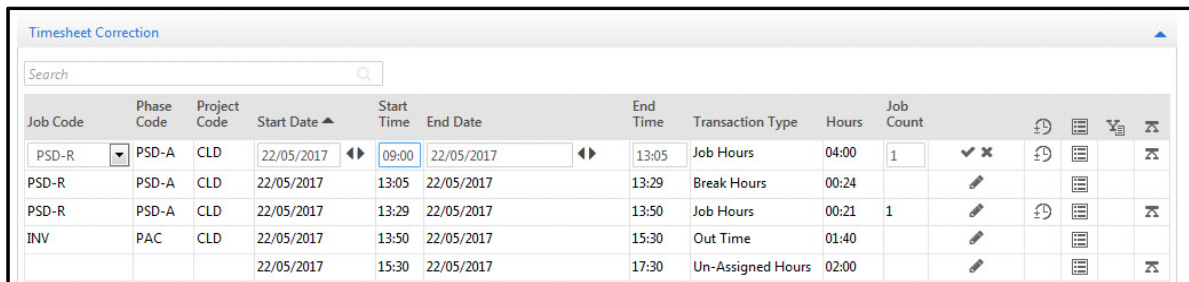 Timesheet Correction
Search
Job Code Phase Code Project Code Start Date Start Time End Date End Time Transaction Type Hours Job Count
PSD-R PSD-A CLD 22/05/2017 09:00 22/05/2017 13:05 Job Hours 04:00 1
PSD-R PSD-A CLD 22/05/2017 13:05 22/05/2017 13:29 Break Hours 00:24
PSD-R PSD-A CLD 22/05/2017 13:29 22/05/2017 13:50 Job Hours 00:21 1
INV PAC CLD 22/05/2017 13:50 22/05/2017 15:30 Out Time 01:40
22/05/2017 15:30 22/05/2017 17:30 Un-Assigned Hours 02:00